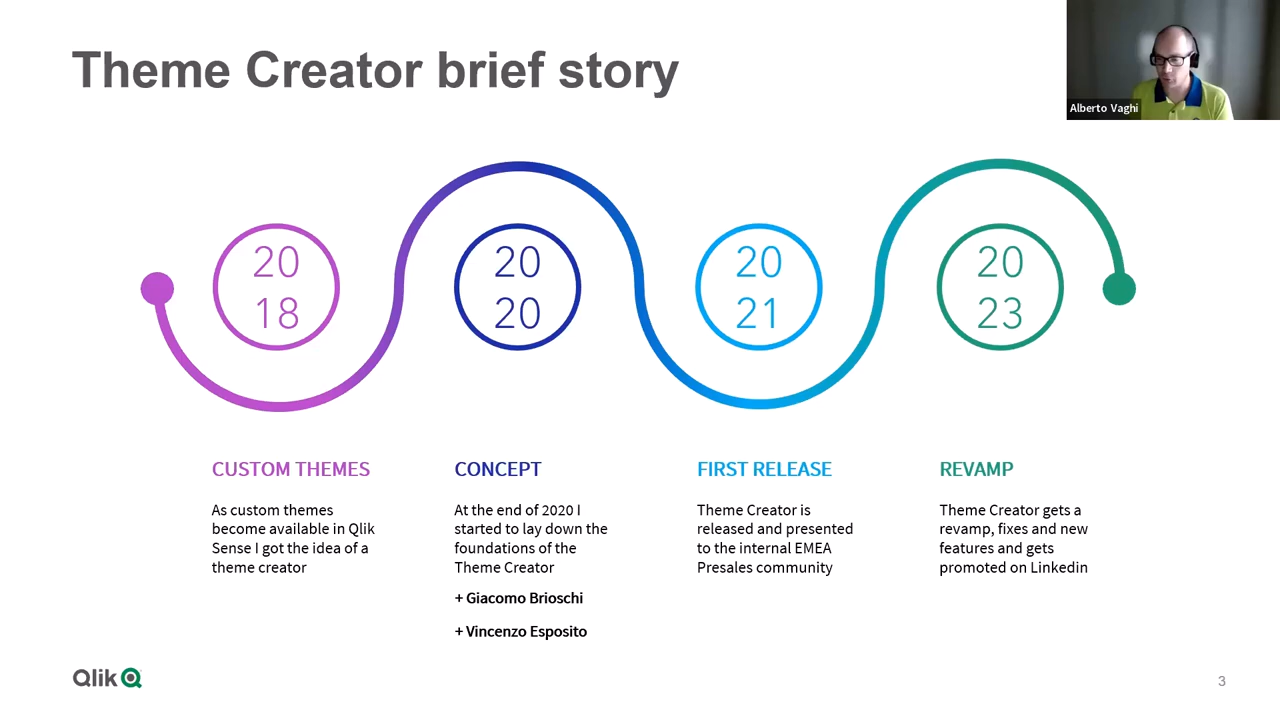 Theme Creator brief story
Alberto Vaghi
20
18
20
20
20
21
20
23
CUSTOM THEMES
As custom themes
become available in Qlik
Sense I got the idea of a
theme creator
CONCEPT
At the end of 2020 I
started to lay down the
foundations of the
Theme Creator
+ Giacomo Brioschi
+ Vincenzo Esposito
FIRST RELEASE
Theme Creator is
released and presented
to the internal EMEA
Presales community
REVAMP
Theme Creator gets a
revamp, fixes and new
features and gets
promoted on Linkedin
Qlik
3